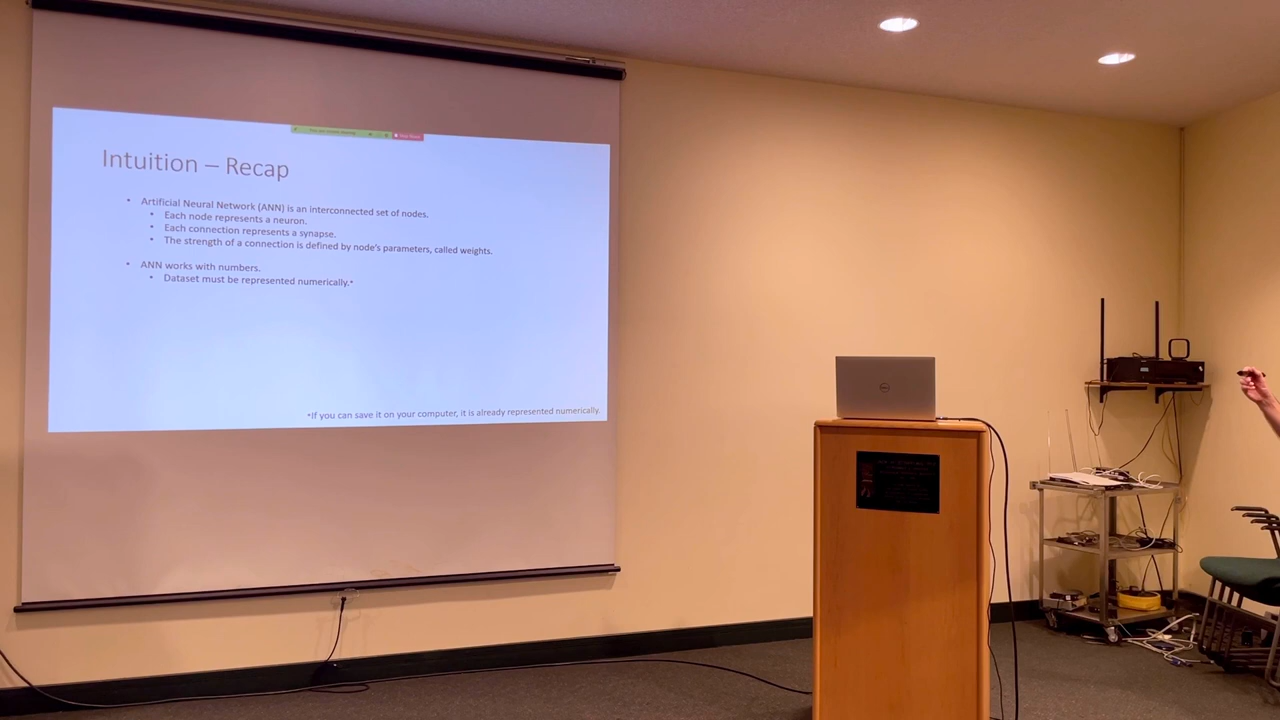 Intuition – Recap
• Artificial Neural Network (ANN) is an interconnected set of nodes.
• Each node represents a neuron.
• Each connection represents a synapse.
• The strength of a connection is defined by node's parameters, called weights.
• ANN works with numbers.
• Dataset must be represented numerically.*
*If you can save it on your computer, it is already represented numerically.
DELL